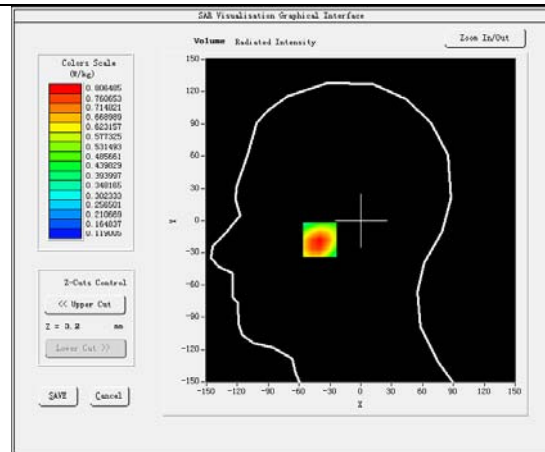 SAR Visualisation Graphical Interface
Volume Radiated Intensity
Zoom In/Out
Colors Scale
(W/kg)
0.806485
0.760653
0.714821
0.668989
0.623157
0.577325
0.531493
0.485661
0.439829
0.393997
0.348165
0.302333
0.256501
0.210669
0.164837
0.119005
Z-Cuts Control
<< Upper Cut
Z = 3.2 mm
Lower Cut >>
SAVE Cancel
150
120
90
60
30
0
-30
-60
-90
-120
-150
Y
-150 -120 -90 -60 -30 0 30 60 90 120 150
X